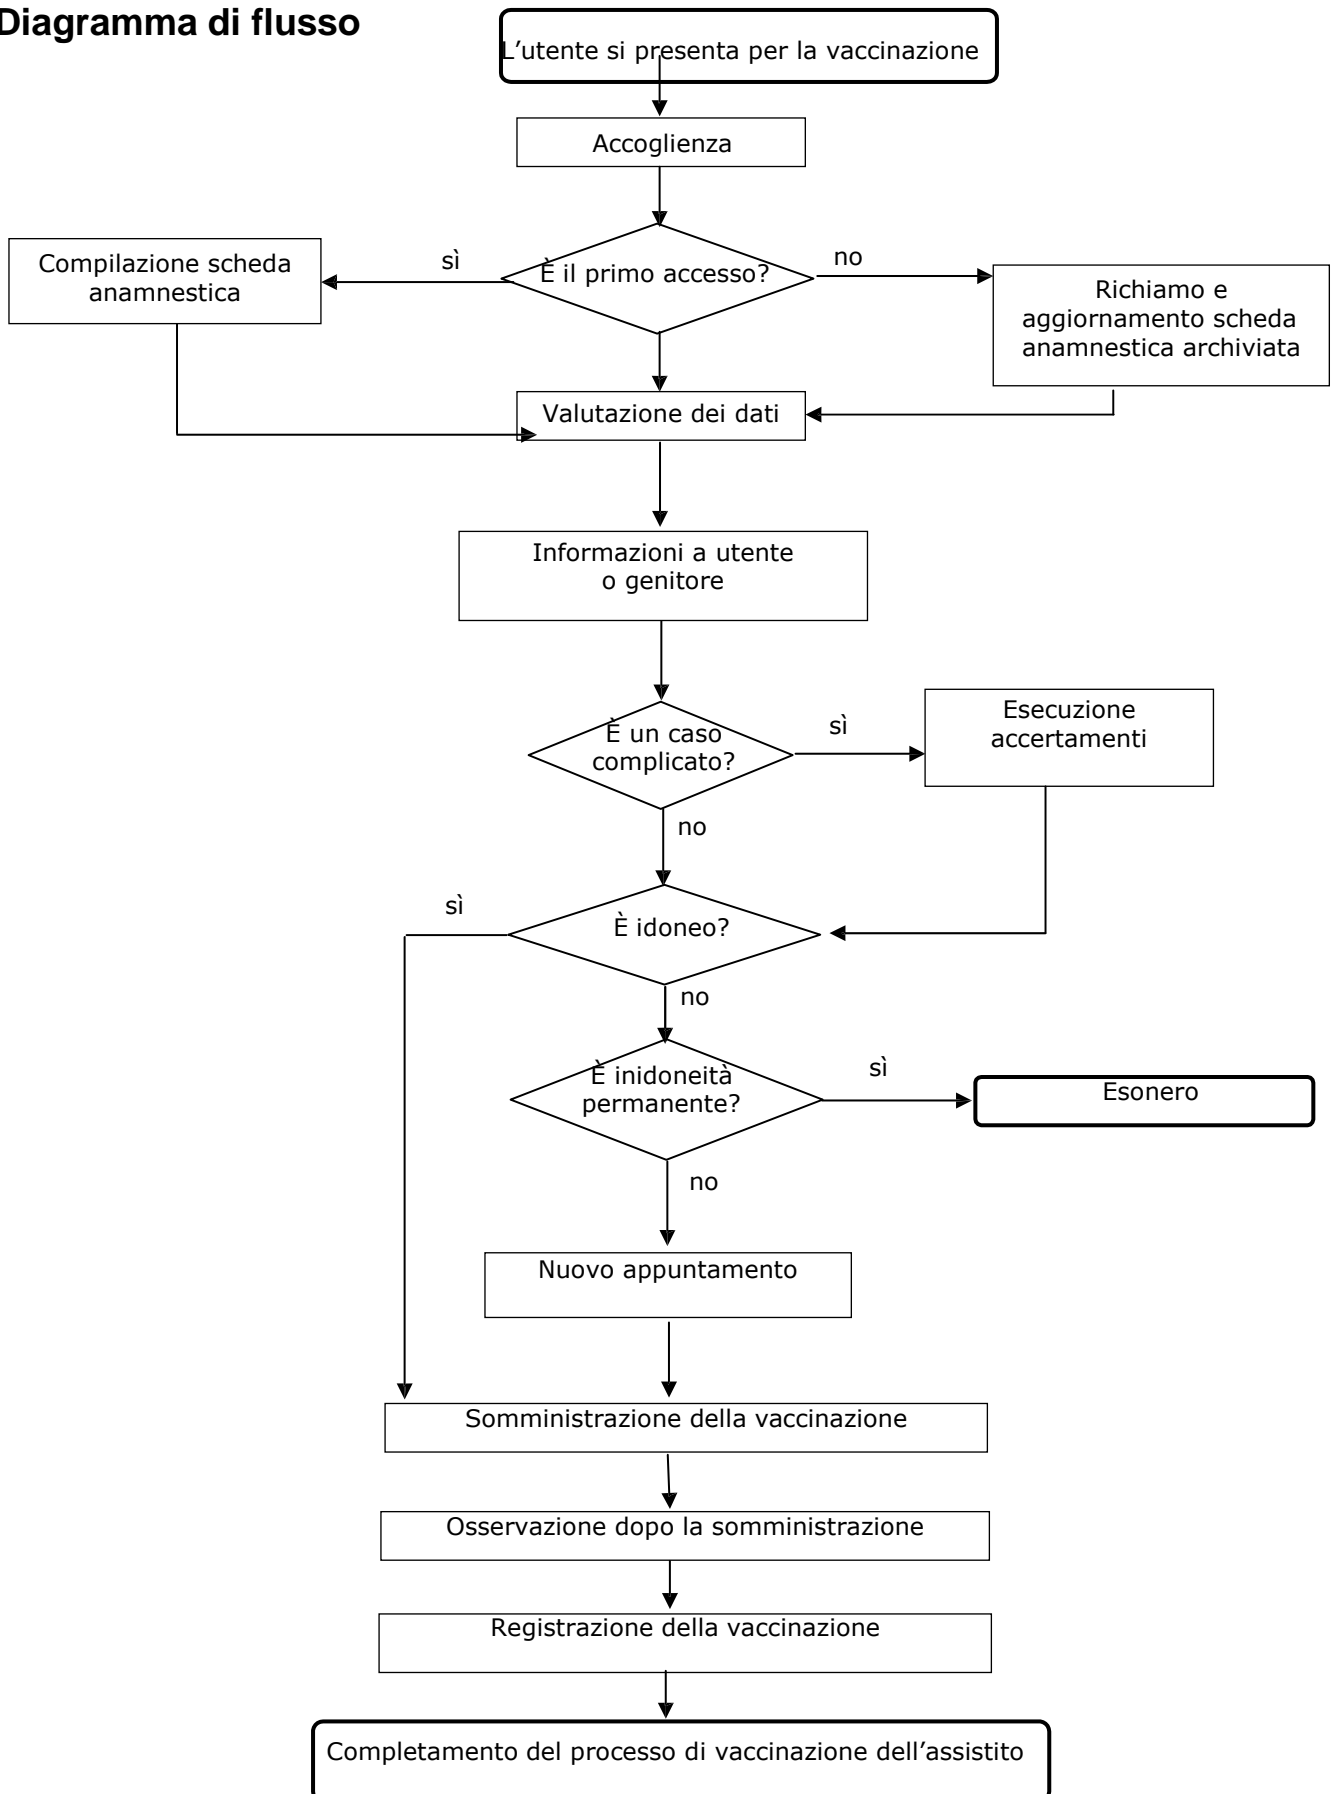 Diagramma di flusso
L’utente si presenta per la vaccinazione
Accoglienza
È il primo accesso?
sì
no
Compilazione scheda
anamnestica
Richiamo e
aggiornamento scheda
anamnestica archiviata
Valutazione dei dati
Informazioni a utente
o genitore
È un caso
complicato?
sì
Esecuzione
accertamenti
no
sì
È idoneo?
no
È inidoneità
permanente?
sì
Esonero
no
Nuovo appuntamento
Somministrazione della vaccinazione
Osservazione dopo la somministrazione
Registrazione della vaccinazione
Completamento del processo di vaccinazione dell’assistito